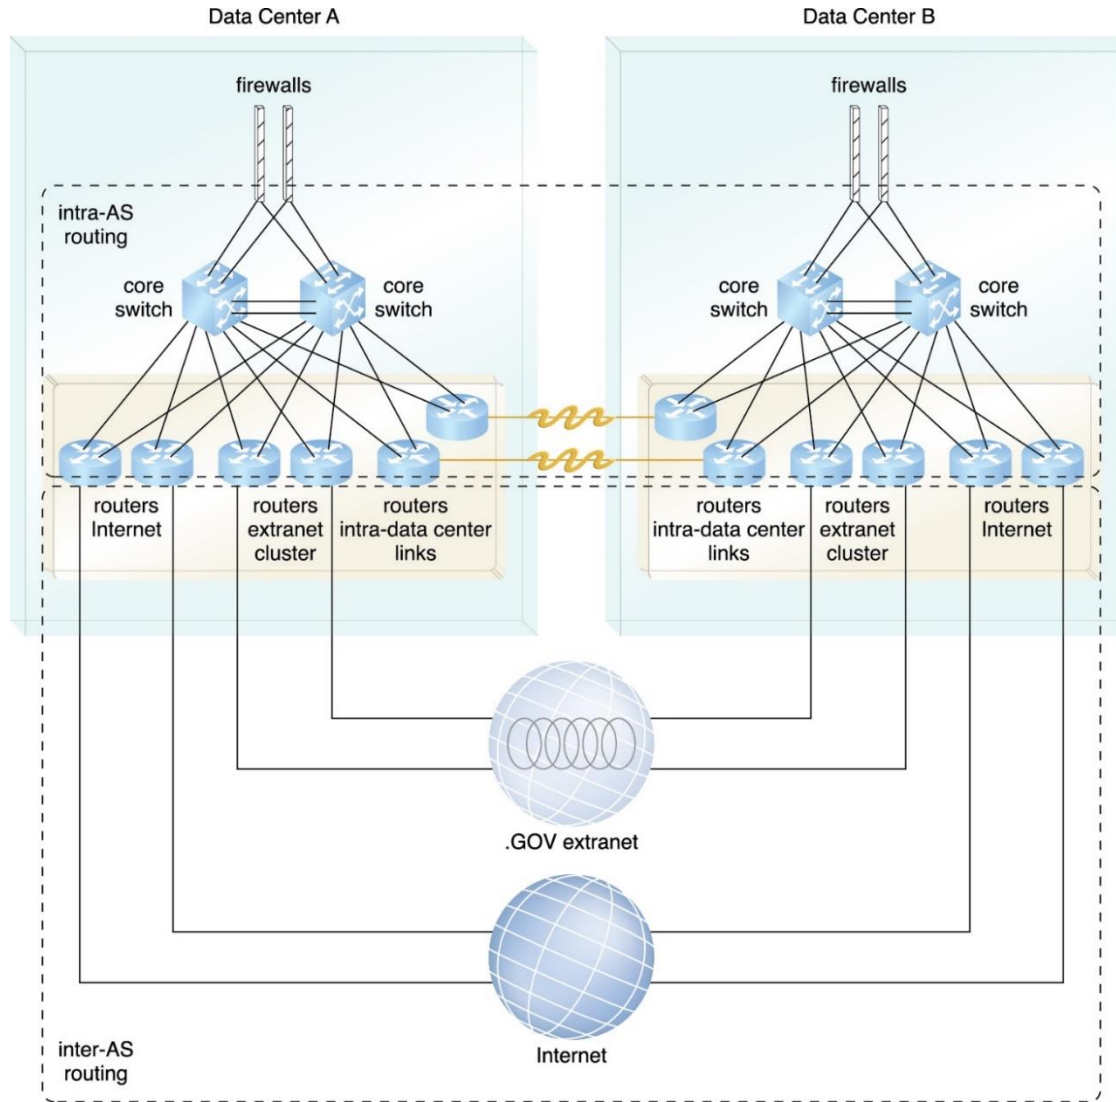 Data Center A
Data Center B
firewalls
firewalls
intra-AS
routing
core
switch
core
switch
core
switch
core
switch
routers
Internet
routers
extranet
cluster
routers
intra-data center
links
routers
intra-data center
links
routers
extranet
cluster
routers
Internet
.GOV extranet
Internet
inter-AS
routing